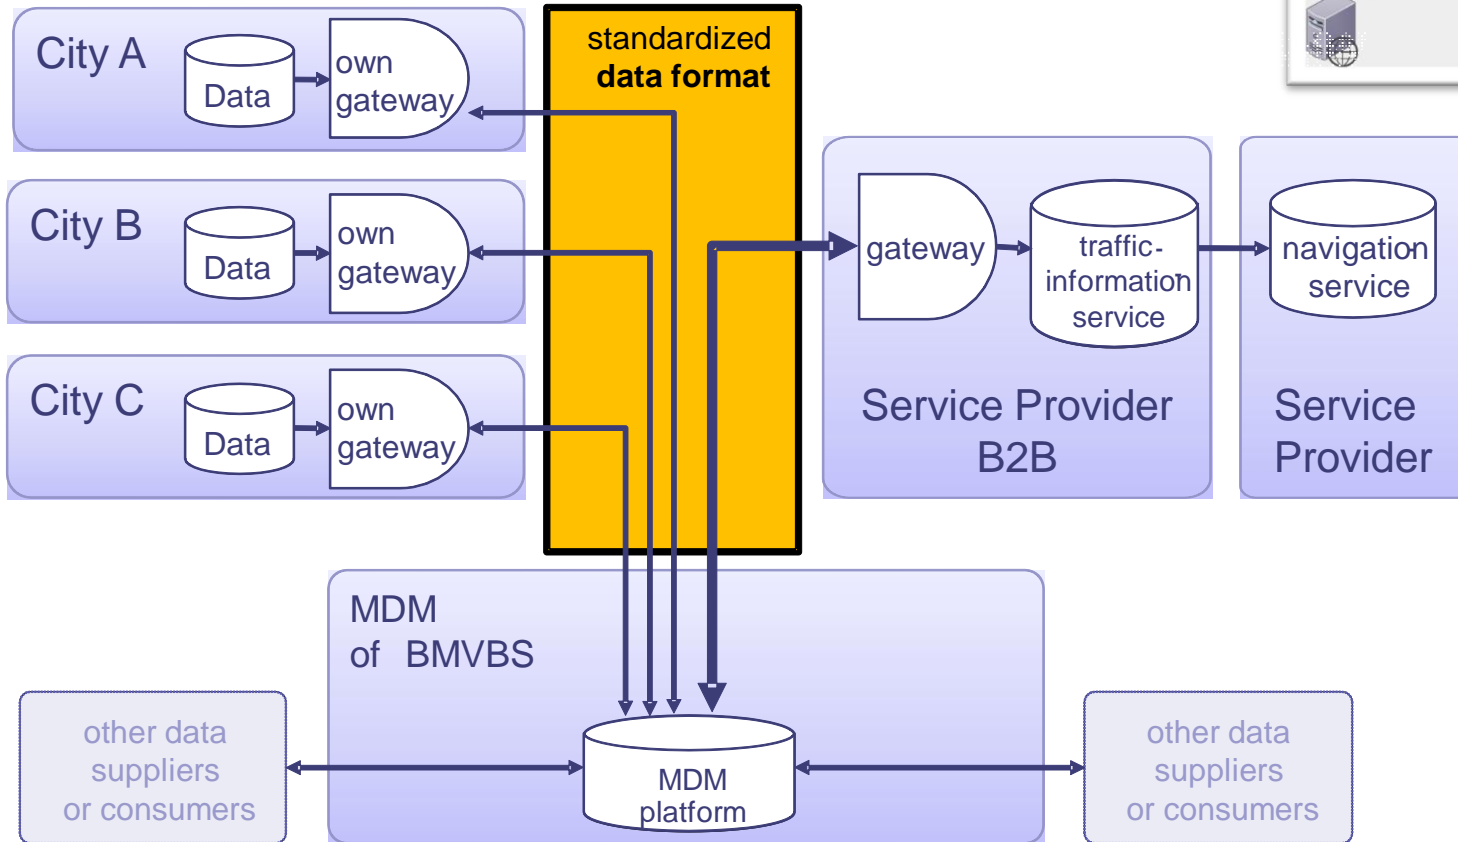 City A
Data
own
gateway
standardized
data format
City B
Data
own
gateway
City C
Data
own
gateway
gateway
traffic-
information
service
Service Provider
B2B
navigation
service
Service
Provider
MDM
of BMVBS
MDM
platform
other data
suppliers
or consumers
other data
suppliers
or consumers